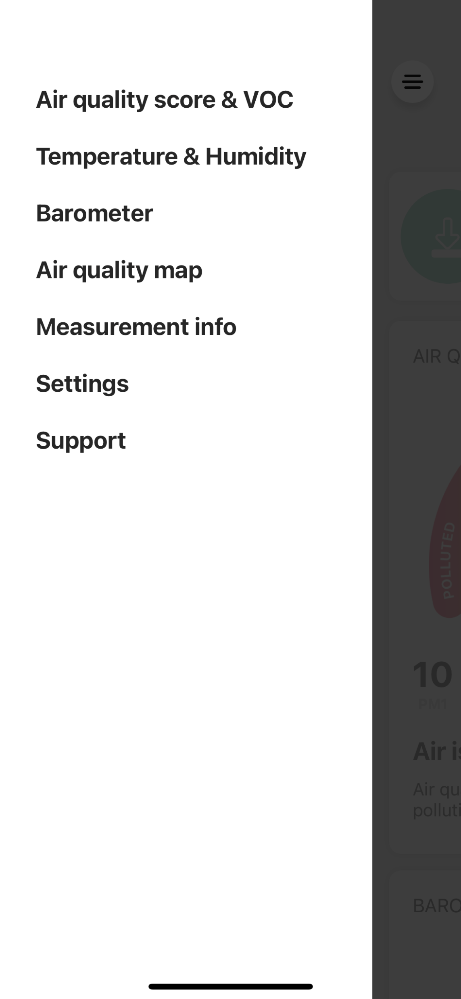 Air quality score & VOC
Temperature & Humidity
Barometer
Air quality map
Measurement info
Settings
Support
AIR Q
POLLUTED
10
PM1
Air is
Air qu
polluti
BARO